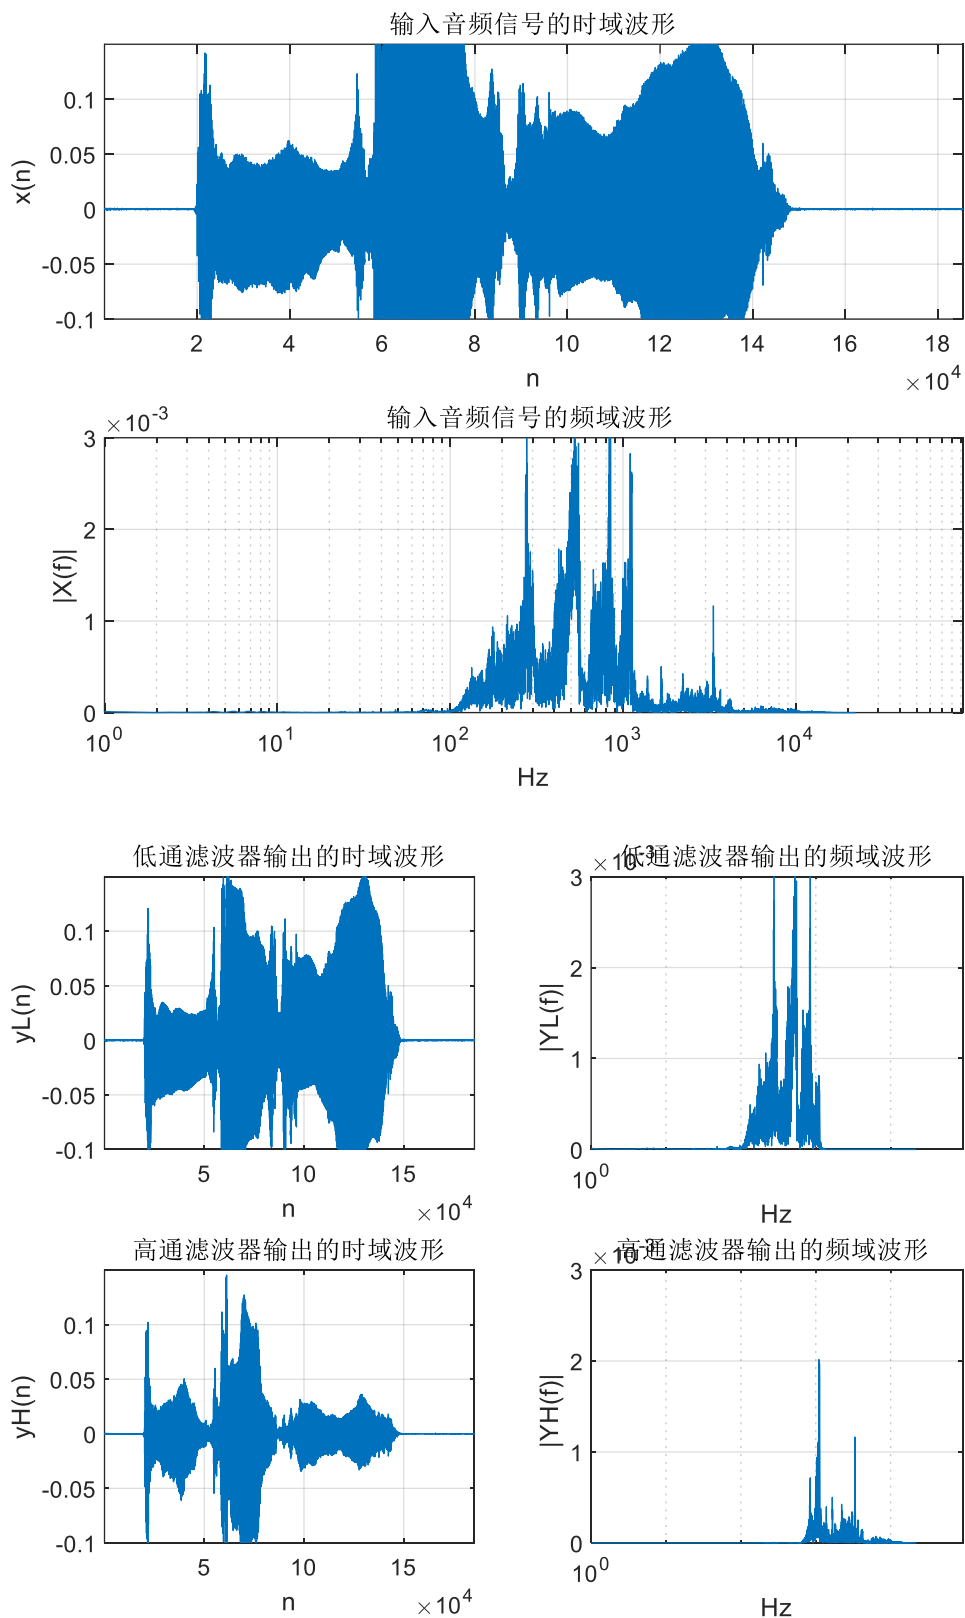 输入音频信号的时域波形
0.1
0.05
0
-0.05
-0.1
x(n)
2 4 6 8 10 12 14 16 18
n
×10^4
输入音频信号的频域波形
×10^-3
3
2
1
0
|X(f)|
10^0 10^1 10^2 10^3 10^4
Hz
低通滤波器输出的时域波形
0.1
0.05
0
-0.05
-0.1
yL(n)
5 10 15
n
×10^4
低通滤波器输出的频域波形
×10^-3
3
2
1
0
|YL(f)|
10^0
Hz
高通滤波器输出的时域波形
0.1
0.05
0
-0.05
-0.1
yH(n)
5 10 15
n
×10^4
高通滤波器输出的频域波形
×10^-3
3
2
1
0
|YH(f)|
10^0
Hz